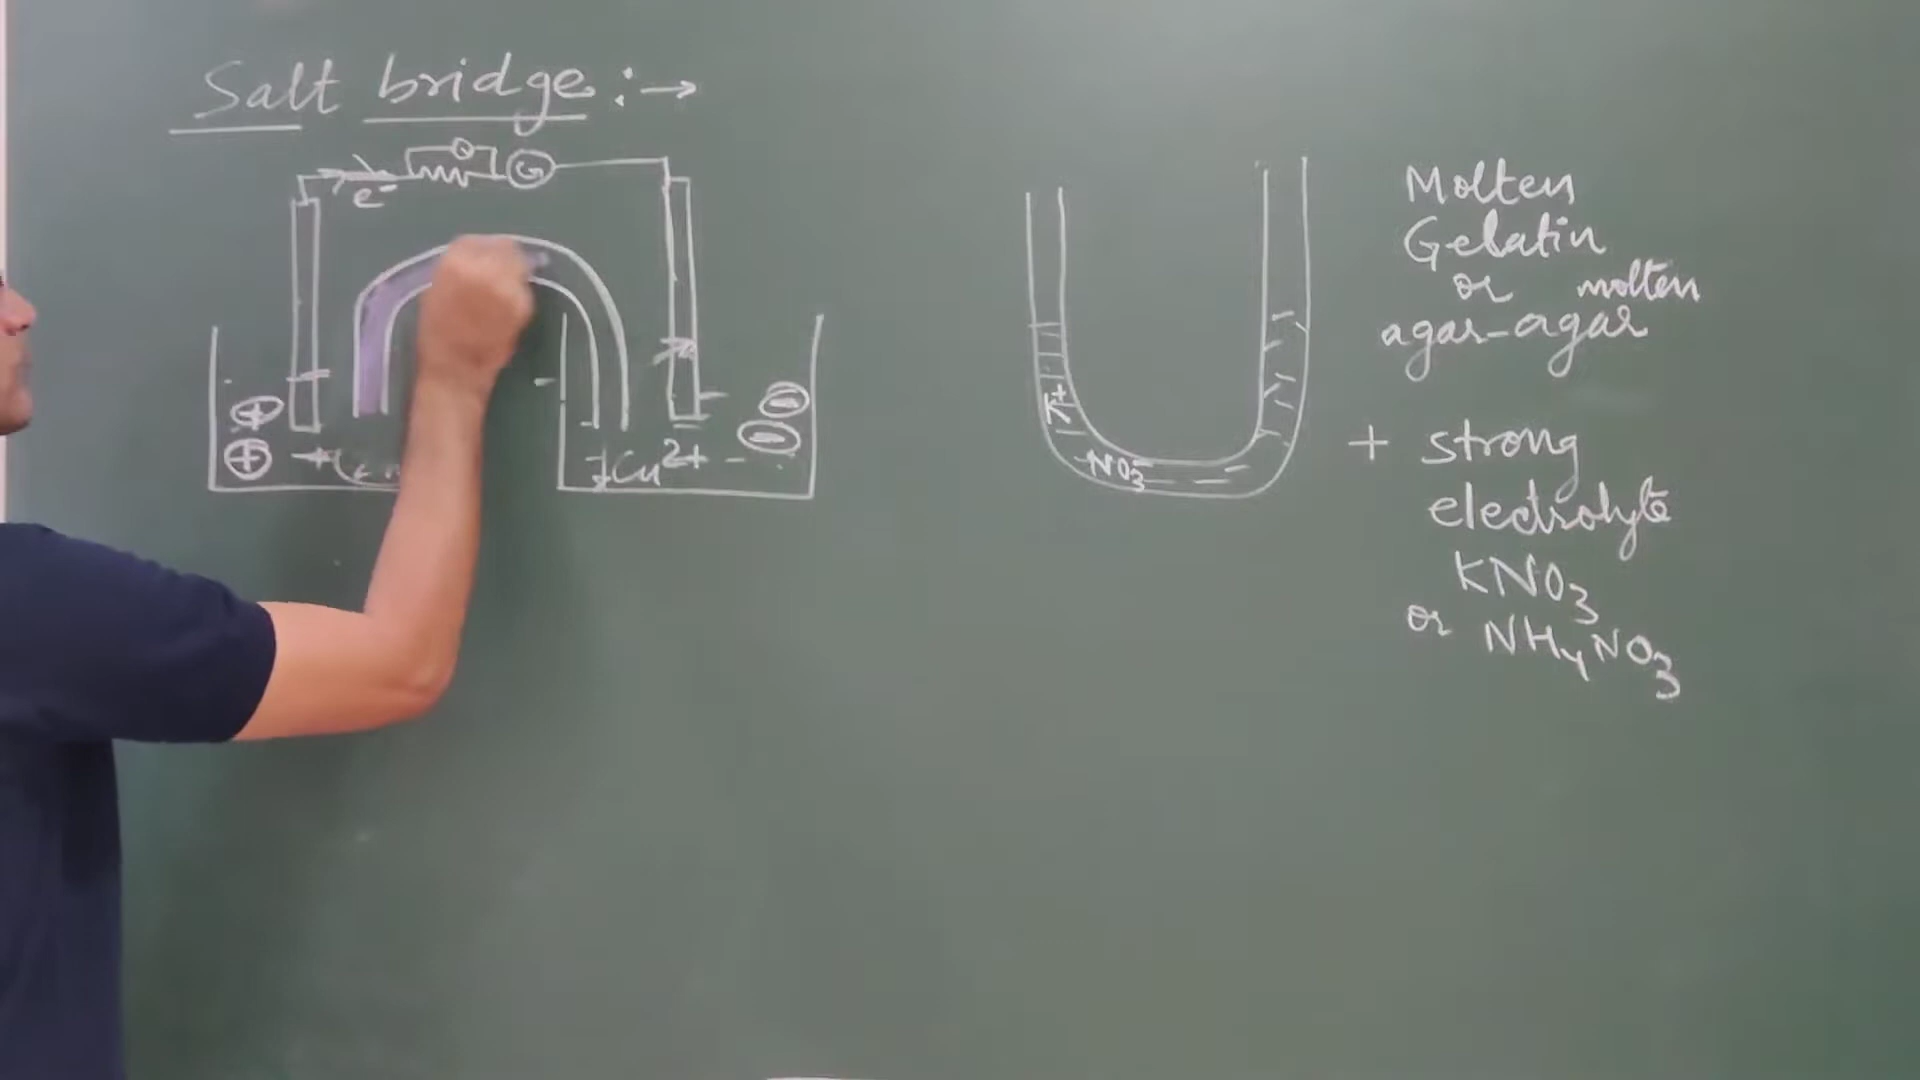 Salt bridge :→
e⁻
G
+
+
Cu²⁺
-
-
K⁺
NO₃⁻
Molten
Gelatin
or molten
agar-agar
+ strong
electrolyte
KNO₃
or NH₄NO₃